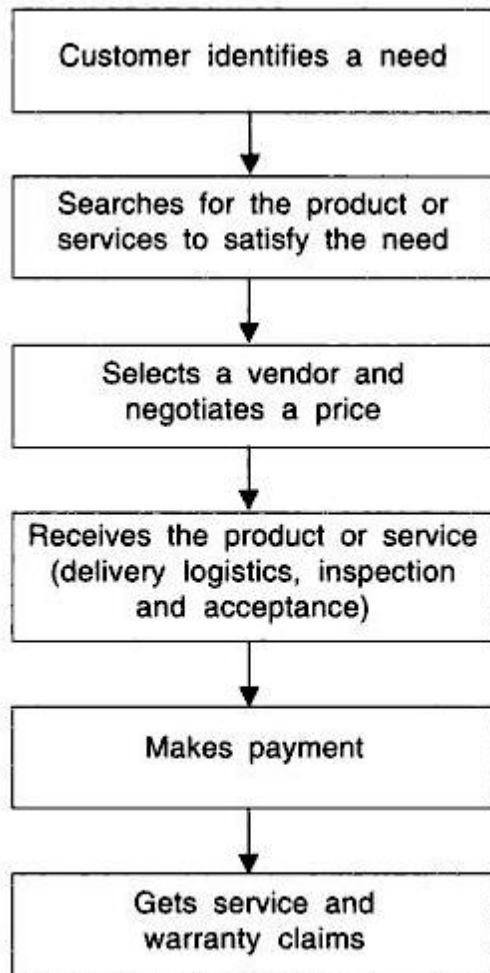 Customer identifies a need
Searches for the product or
services to satisfy the need
Selects a vendor and
negotiates a price
Receives the product or service
(delivery logistics, inspection
and acceptance)
Makes payment
Gets service and
warranty claims